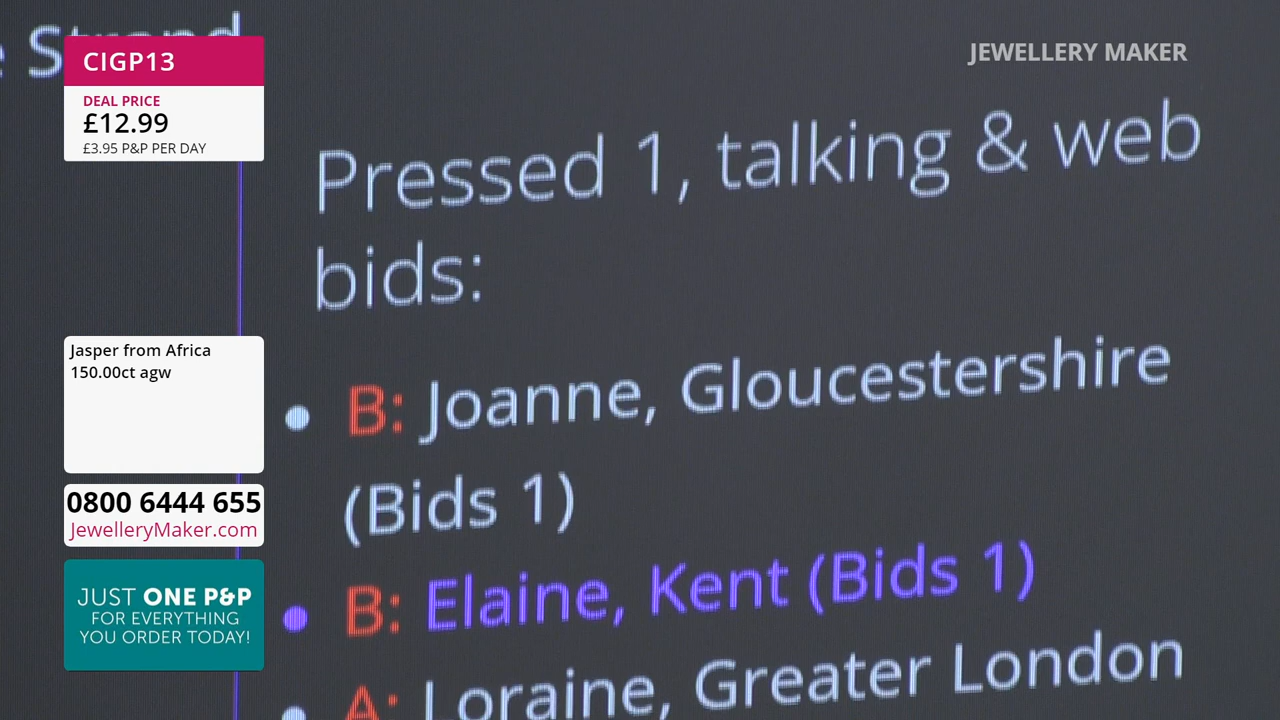 e Strand
CIGP13
DEAL PRICE
£12.99
£3.95 P&P PER DAY
JEWELLERY MAKER
Pressed 1, talking & web
bids:
Jasper from Africa
150.00ct agw
B: Joanne, Gloucestershire
(Bids 1)
0800 6444 655
JewelleryMaker.com
B: Elaine, Kent (Bids 1)
JUST ONE P&P
FOR EVERYTHING
YOU ORDER TODAY!
A: Loraine, Greater London